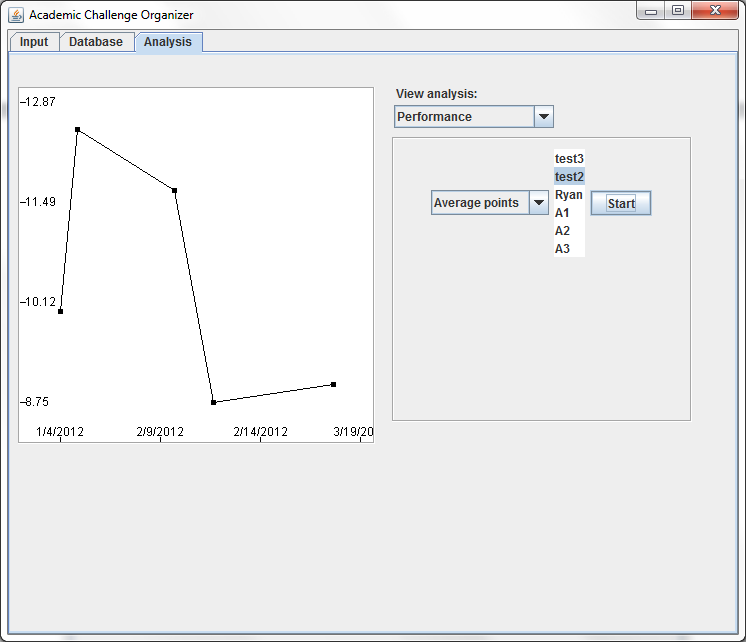 Academic Challenge Organizer
Input Database Analysis
View analysis:
Performance
12.87
11.49
10.12
8.75
1/4/2012 2/9/2012 2/14/2012 3/19/20
Average points
test3
test2
Ryan
A1
A2
A3
Start